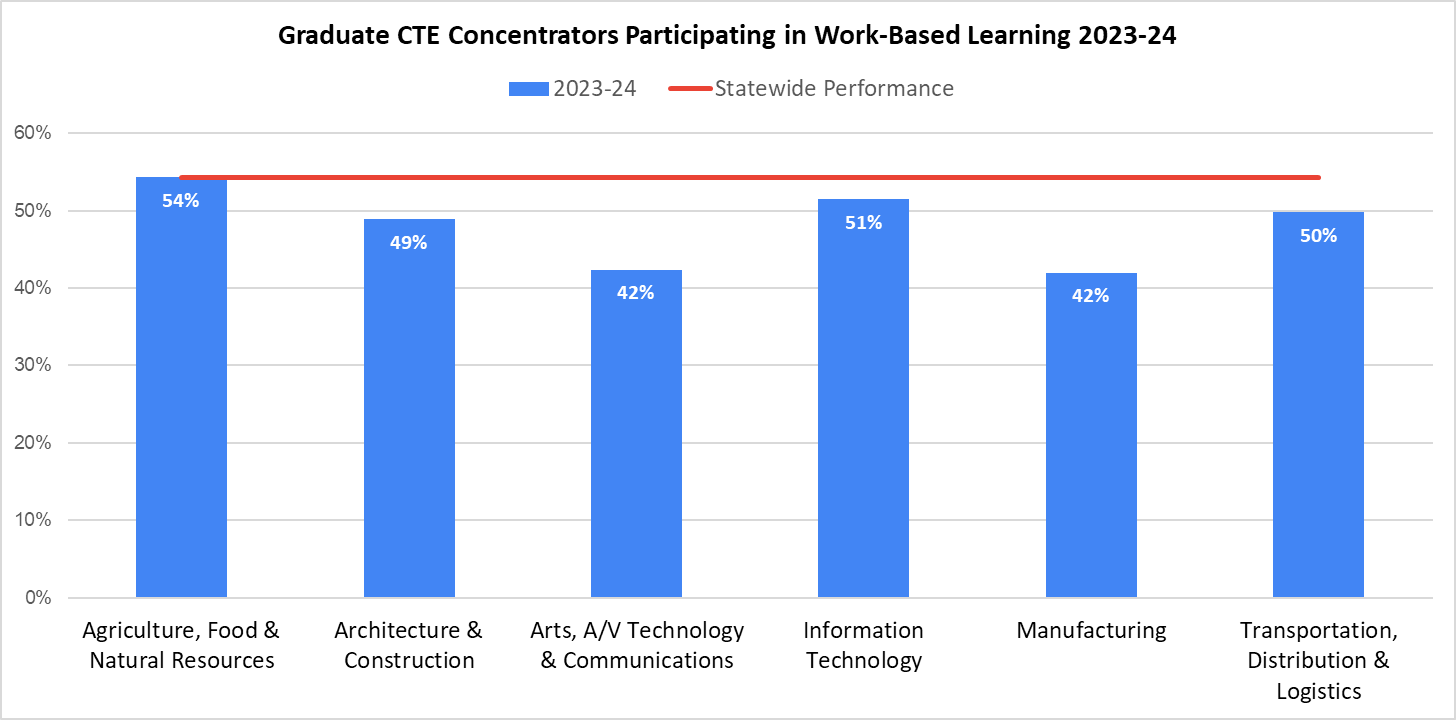 Graduate CTE Concentrators Participating in Work-Based Learning 2023-24
2023-24
Statewide Performance
60%
50%
40%
30%
20%
10%
0%
54%
49%
42%
51%
42%
50%
Agriculture, Food &
Natural Resources
Architecture &
Construction
Arts, A/V Technology
& Communications
Information
Technology
Manufacturing
Transportation,
Distribution &
Logistics